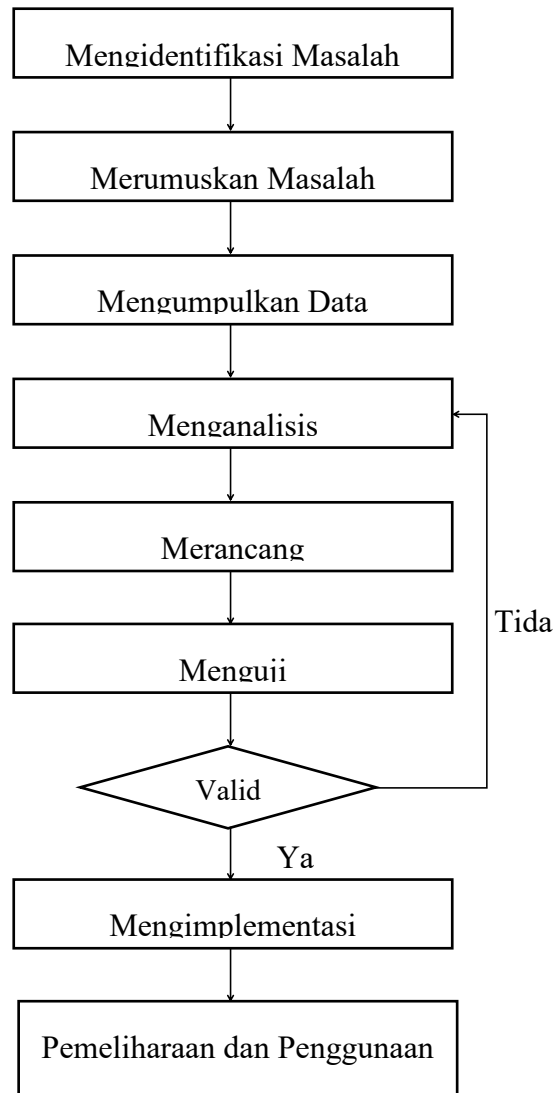 Mengidentifikasi Masalah
Merumuskan Masalah
Mengumpulkan Data
Menganalisis
Merancang
Tida
Menguji
Valid
Ya
Mengimplementasi
Pemeliharaan dan Penggunaan